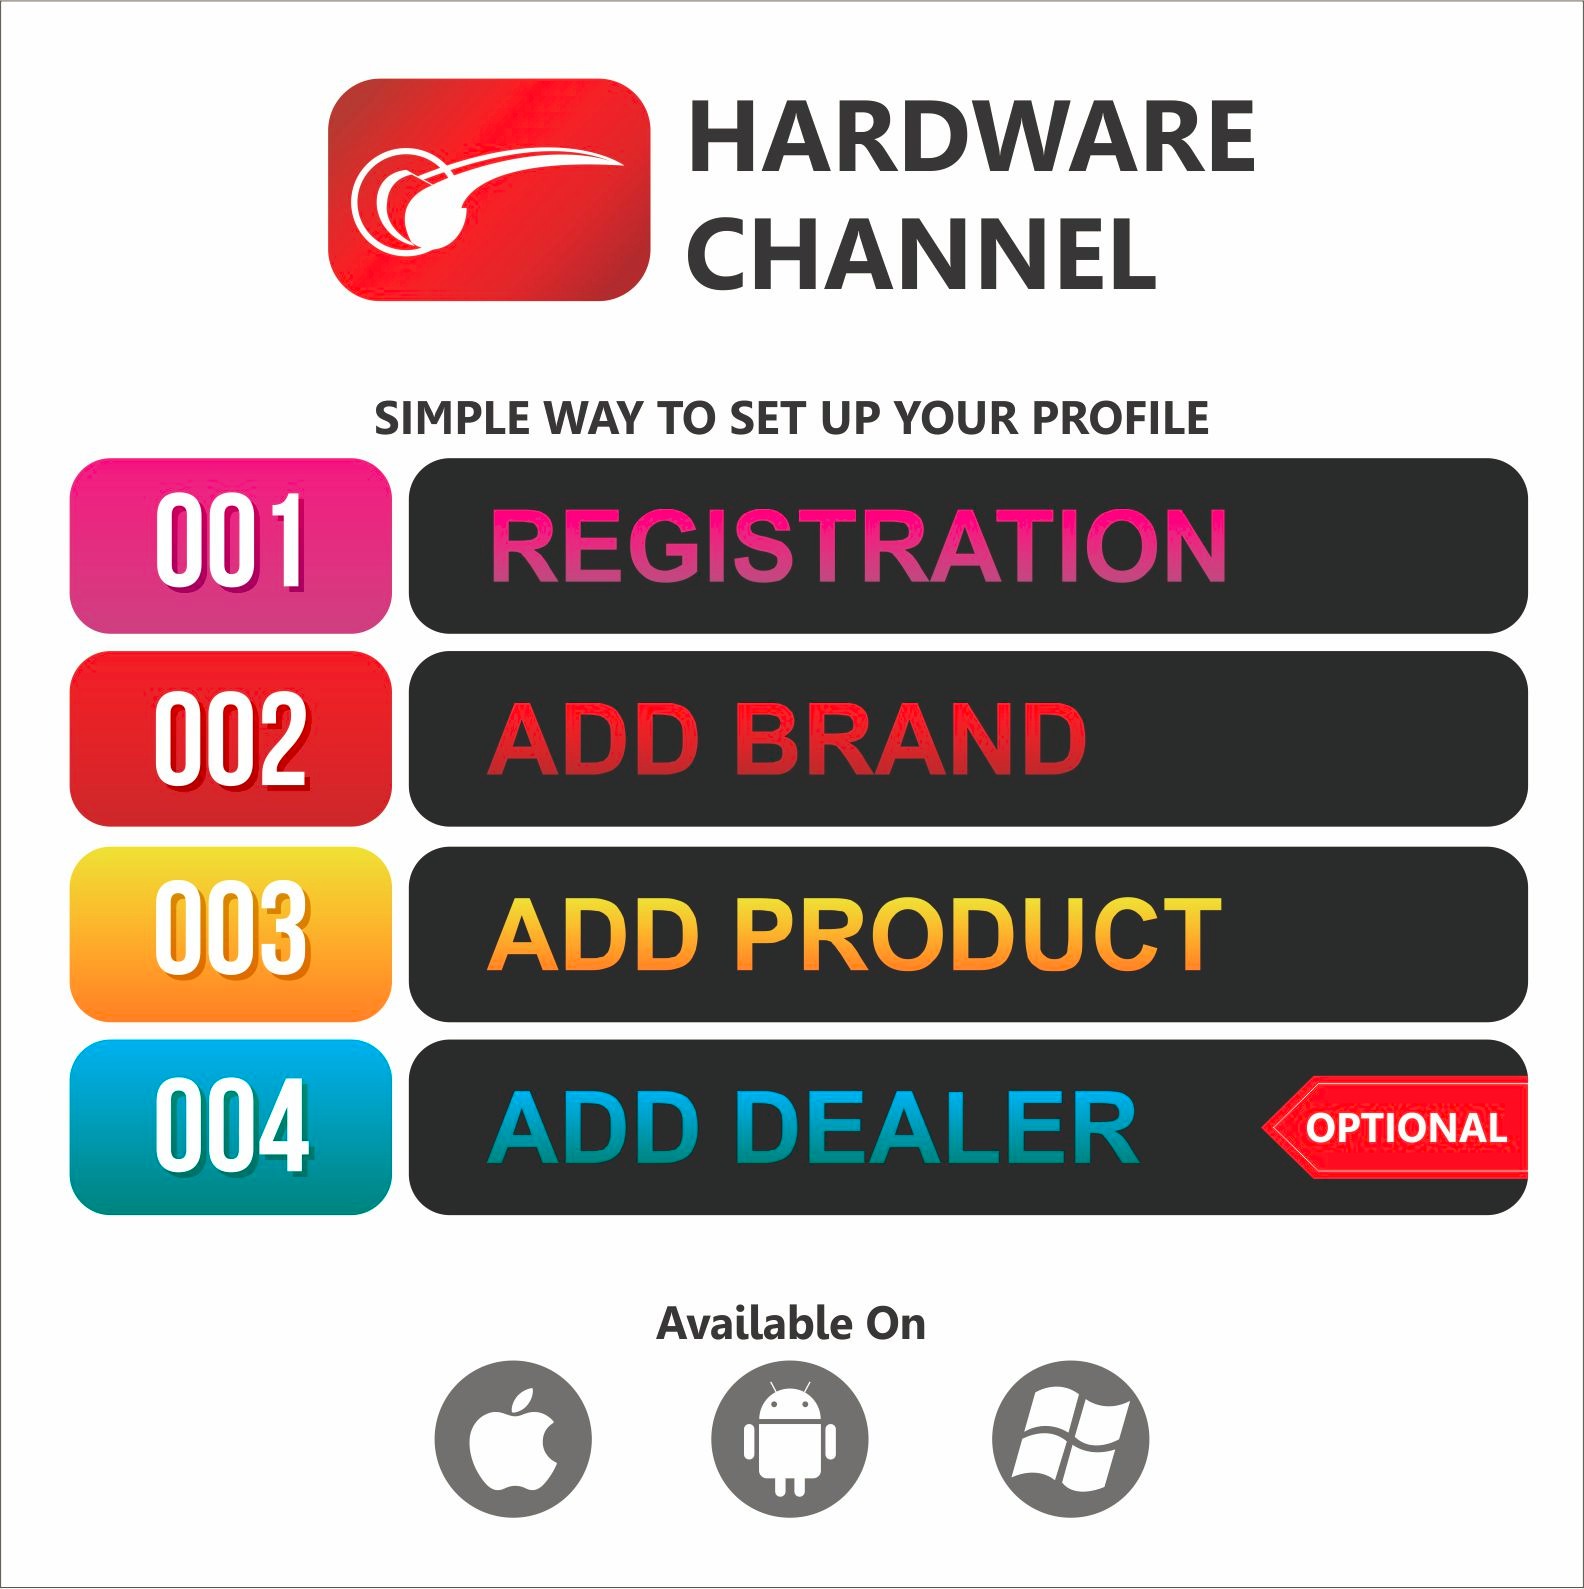 HARDWARE
CHANNEL
SIMPLE WAY TO SET UP YOUR PROFILE
001 REGISTRATION
002 ADD BRAND
003 ADD PRODUCT
004 ADD DEALER OPTIONAL
Available On